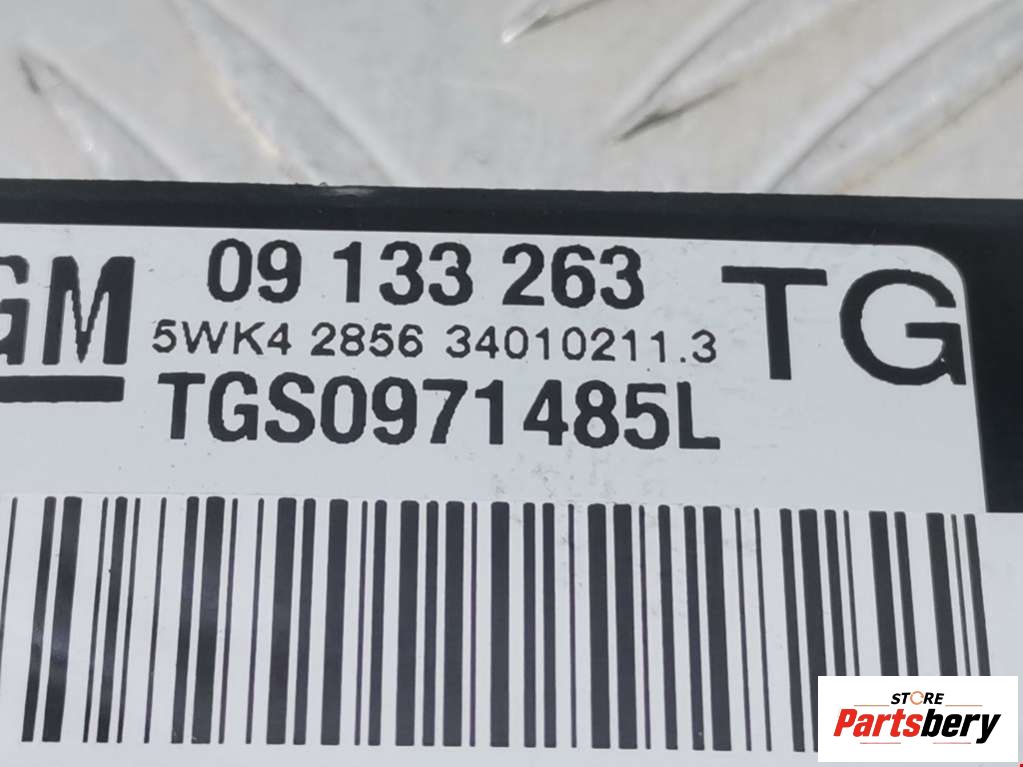 09 133 263
GM
TG
5WK4 2856 34010211.3
TGS0971485L
STORE
Partsbery